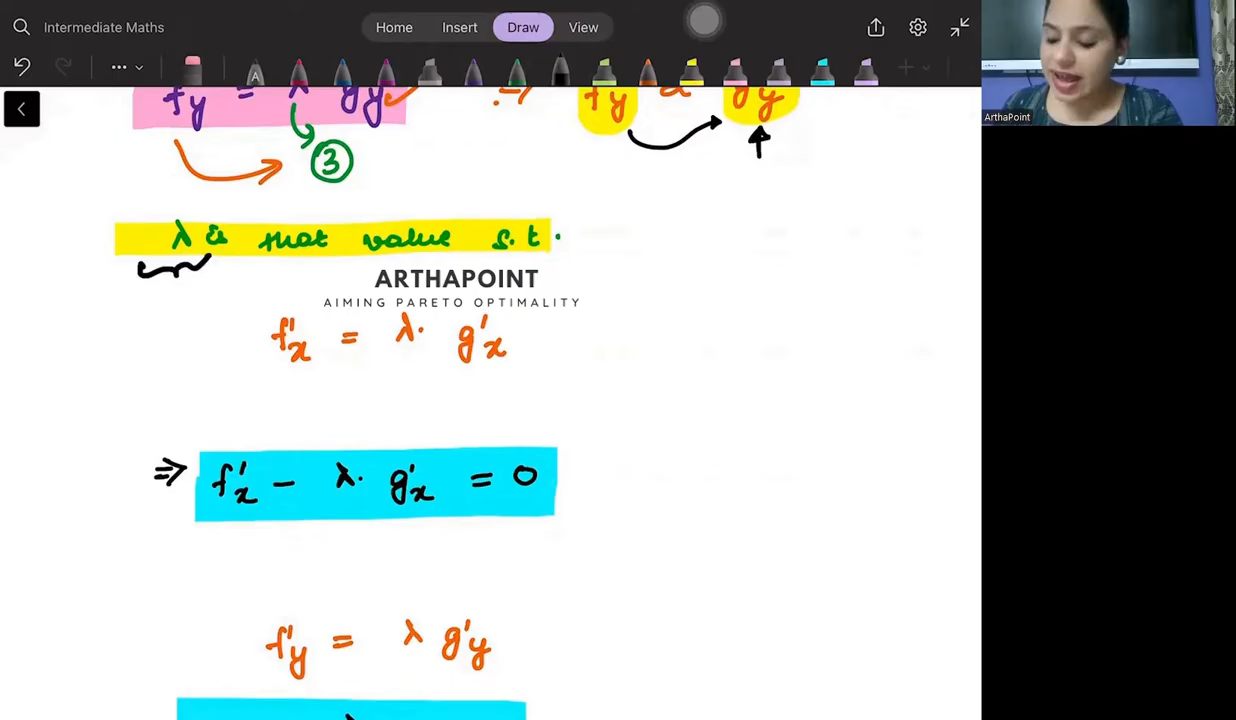 Intermediate Maths
Home Insert Draw View
A
fy = λ gy ∴ ⇒ fy α gy
③
λ is that value s.t.
ARTHAPOINT
AIMING PARETO OPTIMALITY
f'x = λ. g'x
⇒ f'x - λ. g'x = 0
f'y = λ g'y
ArthaPoint